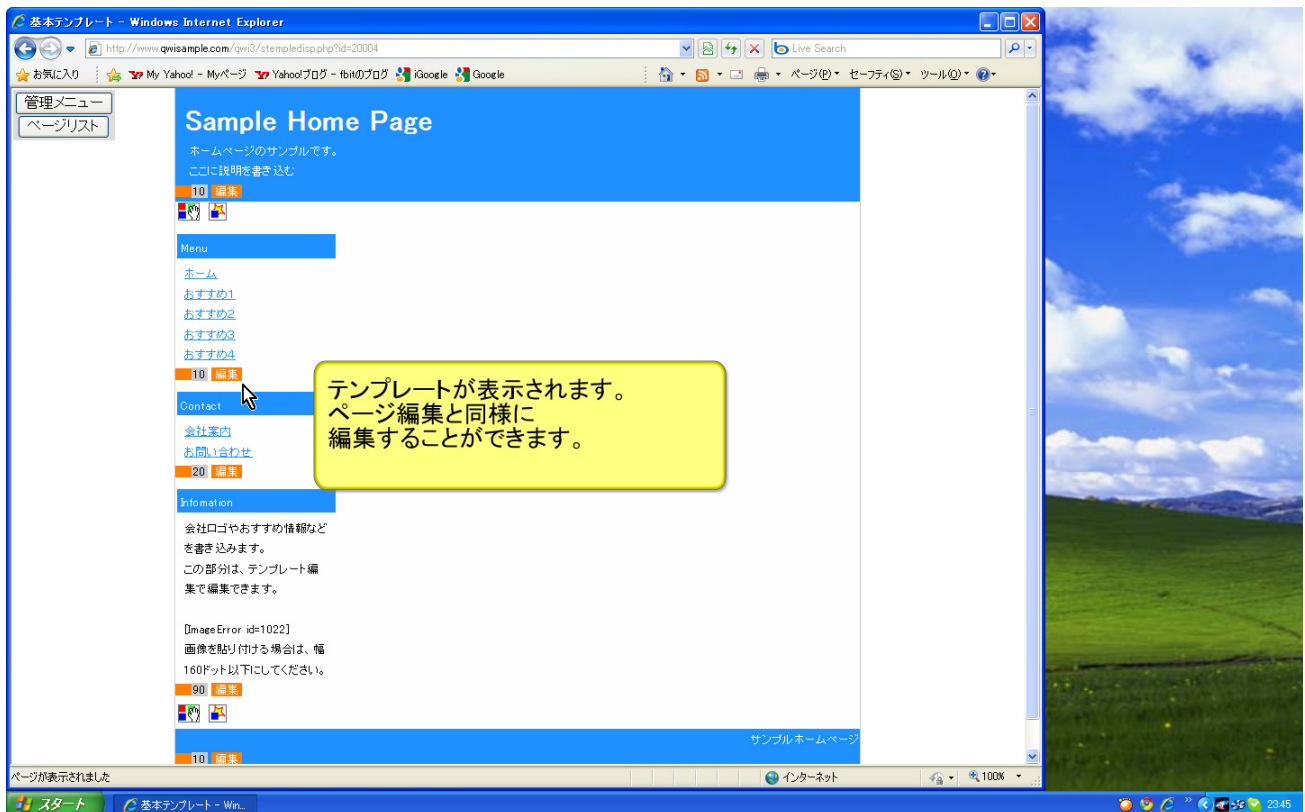 基本テンプレート - Windows Internet Explorer
http://www.qwisample.com/qwi3/stempledisp.php?id=20004
Live Search
お気に入り
My Yahoo! - Myページ
Yahoo!ブログ - fbitのブログ
iGoogle
Google
ページ(P)
セーフティ(S)
ツール(O)
管理メニュー
ページリスト
Sample Home Page
ホームページのサンプルです。
ここに説明を書き込む
10 編集
Menu
ホーム
おすすめ1
おすすめ2
おすすめ3
おすすめ4
10 編集
テンプレートが表示されます。
ページ編集と同様に
編集することができます。
Contact
会社案内
お問い合わせ
20 編集
Infomation
会社ロゴやおすすめ情報など
を書き込みます。
この部分は、テンプレート編
集で編集できます。
[ImageError id=1022]
画像を貼り付ける場合は、幅
160ドット以下にしてください。
90 編集
サンプルホームページ
10 編集
ページが表示されました
インターネット
100%
スタート
基本テンプレート - Win...
23:45